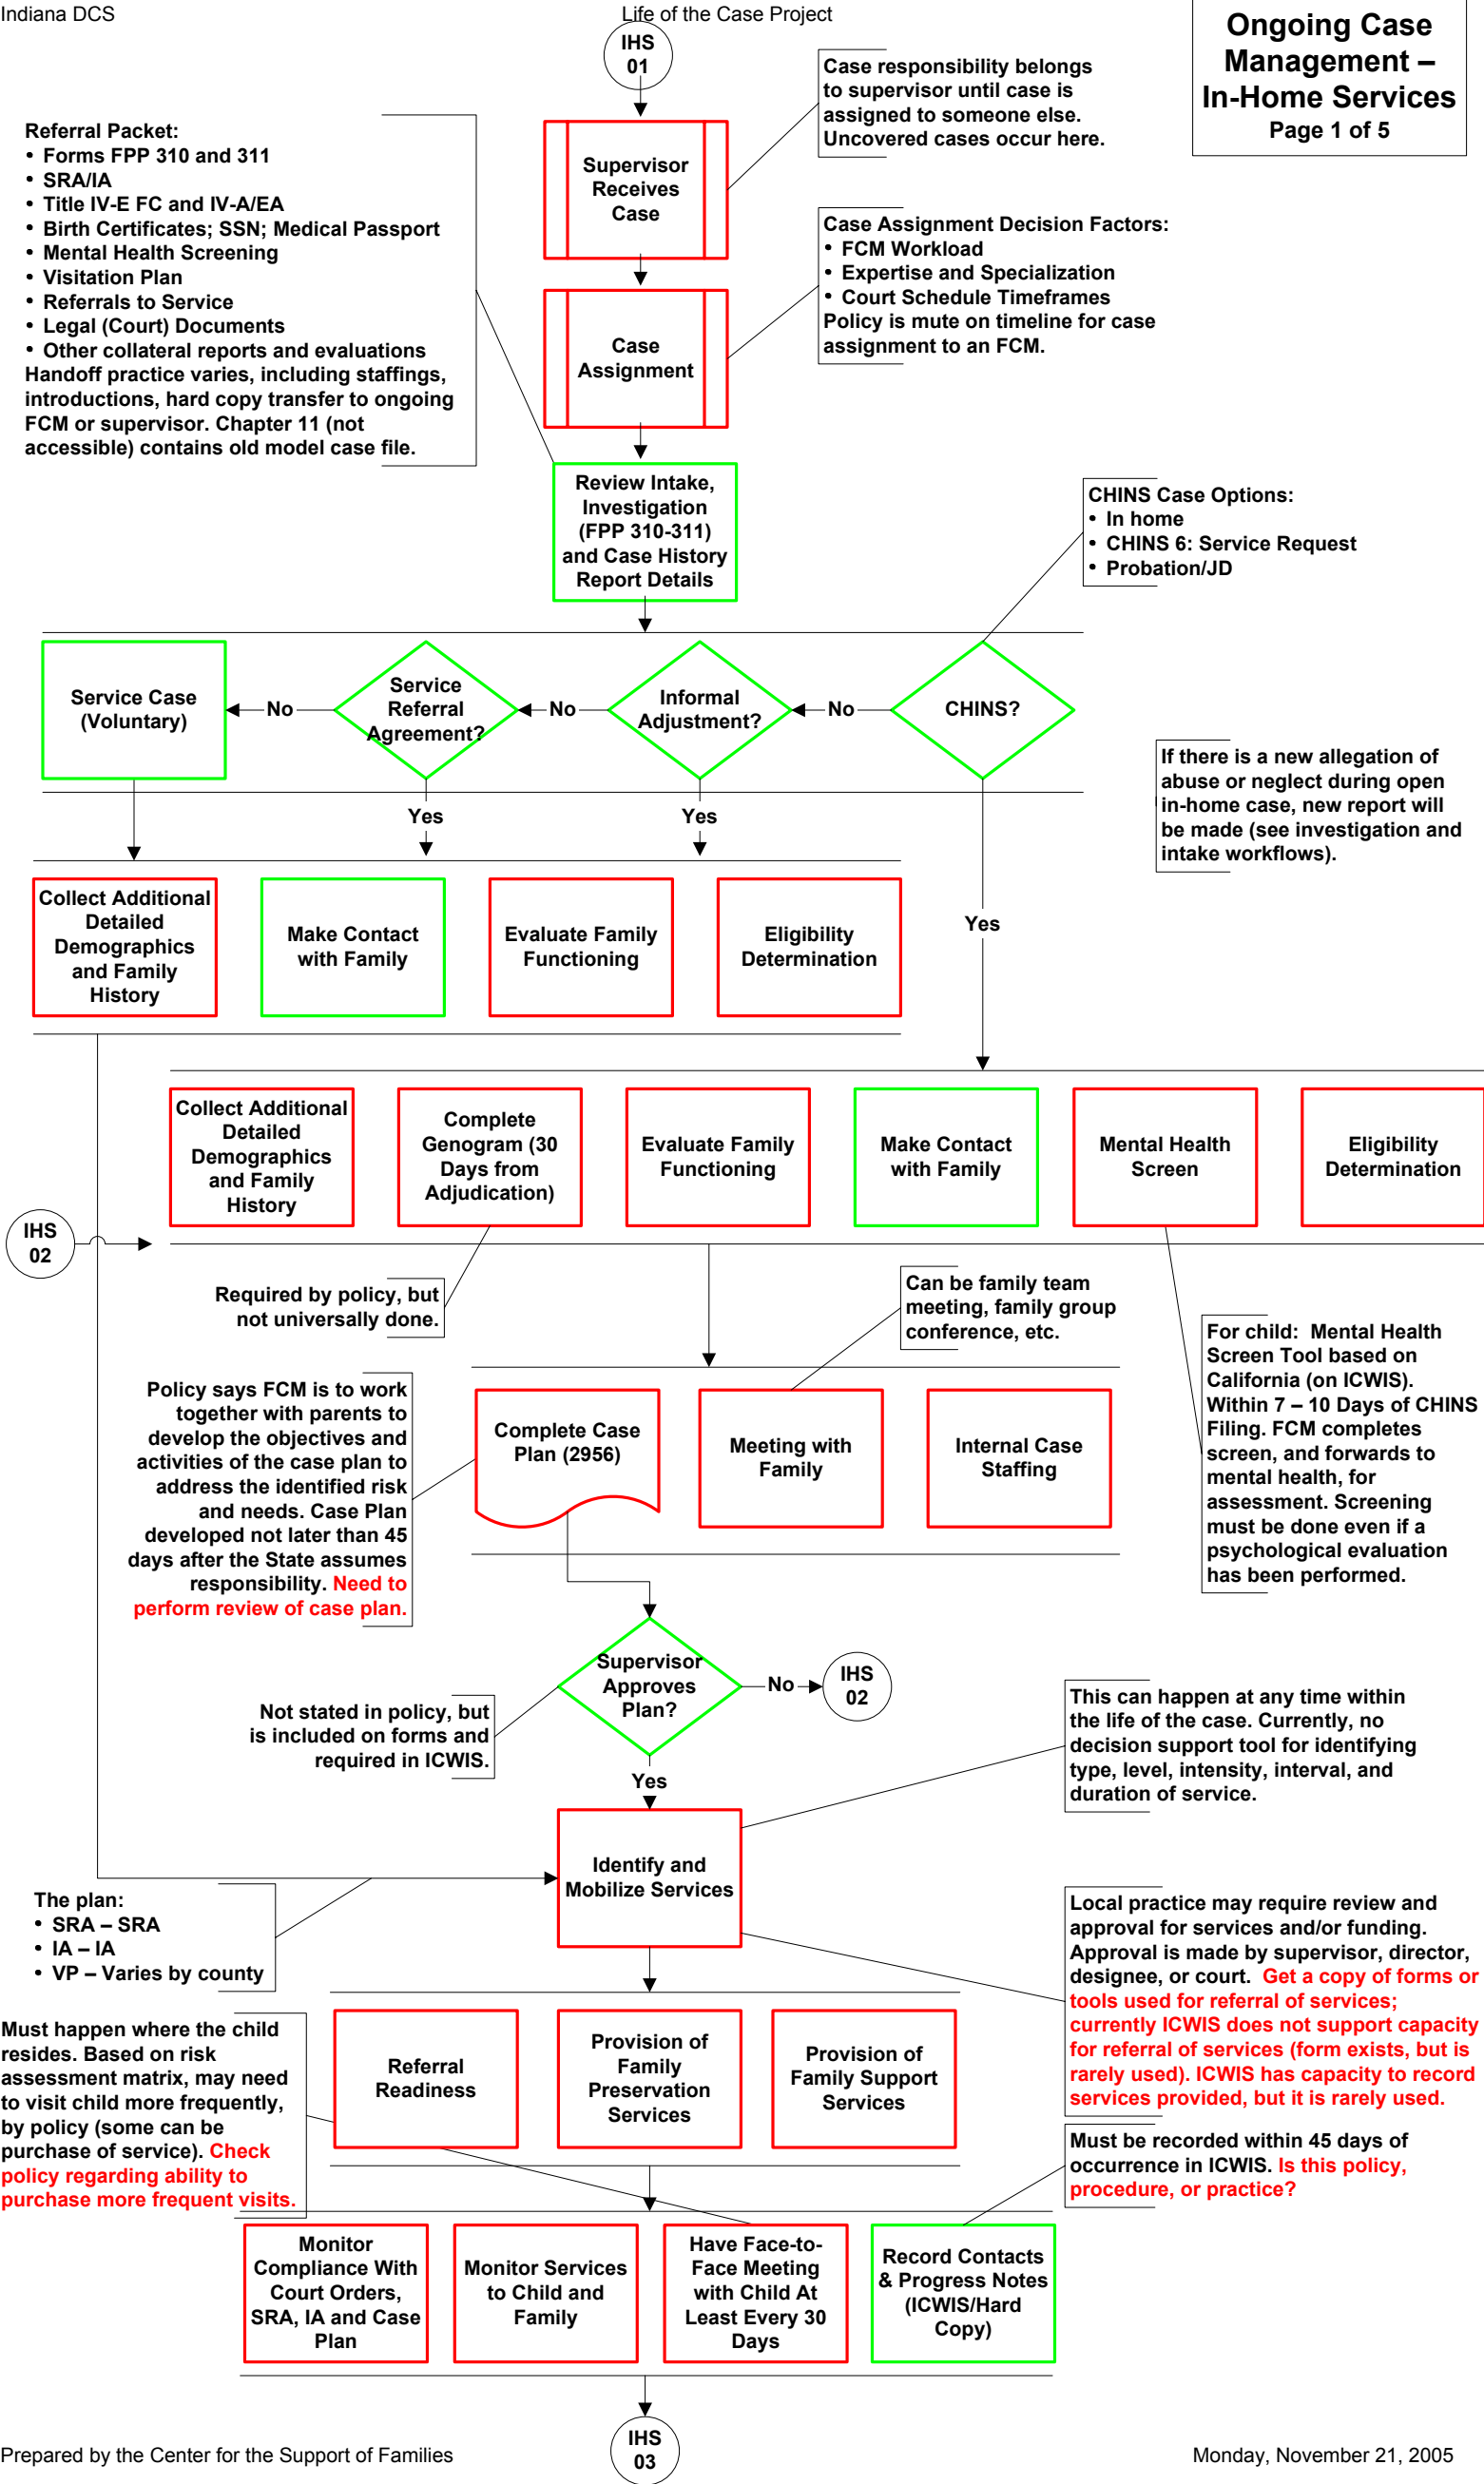 Indiana DCS
Life of the Case Project
Ongoing Case
Management –
In-Home Services
Page 1 of 5
IHS
01
Case responsibility belongs
to supervisor until case is
assigned to someone else.
Uncovered cases occur here.
Referral Packet:
• Forms FPP 310 and 311
• SRA/IA
• Title IV-E FC and IV-A/EA
• Birth Certificates; SSN; Medical Passport
• Mental Health Screening
• Visitation Plan
• Referrals to Service
• Legal (Court) Documents
• Other collateral reports and evaluations
Handoff practice varies, including staffings,
introductions, hard copy transfer to ongoing
FCM or supervisor. Chapter 11 (not
accessible) contains old model case file.
Supervisor
Receives
Case
Case Assignment Decision Factors:
• FCM Workload
• Expertise and Specialization
• Court Schedule Timeframes
Policy is mute on timeline for case
assignment to an FCM.
Case
Assignment
Review Intake,
Investigation
(FPP 310-311)
and Case History
Report Details
CHINS Case Options:
• In home
• CHINS 6: Service Request
• Probation/JD
Service Case
(Voluntary)
No
Service
Referral
Agreement?
No
Informal
Adjustment?
No
CHINS?
If there is a new allegation of
abuse or neglect during open
in-home case, new report will
be made (see investigation and
intake workflows).
Yes
Yes
Yes
Collect Additional
Detailed
Demographics
and Family
History
Make Contact
with Family
Evaluate Family
Functioning
Eligibility
Determination
Collect Additional
Detailed
Demographics
and Family
History
Complete
Genogram (30
Days from
Adjudication)
Evaluate Family
Functioning
Make Contact
with Family
Mental Health
Screen
Eligibility
Determination
IHS
02
Required by policy, but
not universally done.
Can be family team
meeting, family group
conference, etc.
For child:  Mental Health
Screen Tool based on
California (on ICWIS).
Within 7 – 10 Days of CHINS
Filing. FCM completes
screen, and forwards to
mental health, for
assessment. Screening
must be done even if a
psychological evaluation
has been performed.
Policy says FCM is to work
together with parents to
develop the objectives and
activities of the case plan to
address the identified risk
and needs. Case Plan
developed not later than 45
days after the State assumes
responsibility. Need to
perform review of case plan.
Complete Case
Plan (2956)
Meeting with
Family
Internal Case
Staffing
Supervisor
Approves
Plan?
No
IHS
02
Not stated in policy, but
is included on forms and
required in ICWIS.
Yes
This can happen at any time within
the life of the case. Currently, no
decision support tool for identifying
type, level, intensity, interval, and
duration of service.
Identify and
Mobilize Services
The plan:
• SRA – SRA
• IA – IA
• VP – Varies by county
Local practice may require review and
approval for services and/or funding.
Approval is made by supervisor, director,
designee, or court.  Get a copy of forms or
tools used for referral of services;
currently ICWIS does not support capacity
for referral of services (form exists, but is
rarely used). ICWIS has capacity to record
services provided, but it is rarely used.
Must happen where the child
resides. Based on risk
assessment matrix, may need
to visit child more frequently,
by policy (some can be
purchase of service). Check
policy regarding ability to
purchase more frequent visits.
Referral
Readiness
Provision of
Family
Preservation
Services
Provision of
Family Support
Services
Must be recorded within 45 days of
occurrence in ICWIS. Is this policy,
procedure, or practice?
Monitor
Compliance With
Court Orders,
SRA, IA and Case
Plan
Monitor Services
to Child and
Family
Have Face-to-
Face Meeting
with Child At
Least Every 30
Days
Record Contacts
& Progress Notes
(ICWIS/Hard
Copy)
IHS
03
Prepared by the Center for the Support of Families
Monday, November 21, 2005